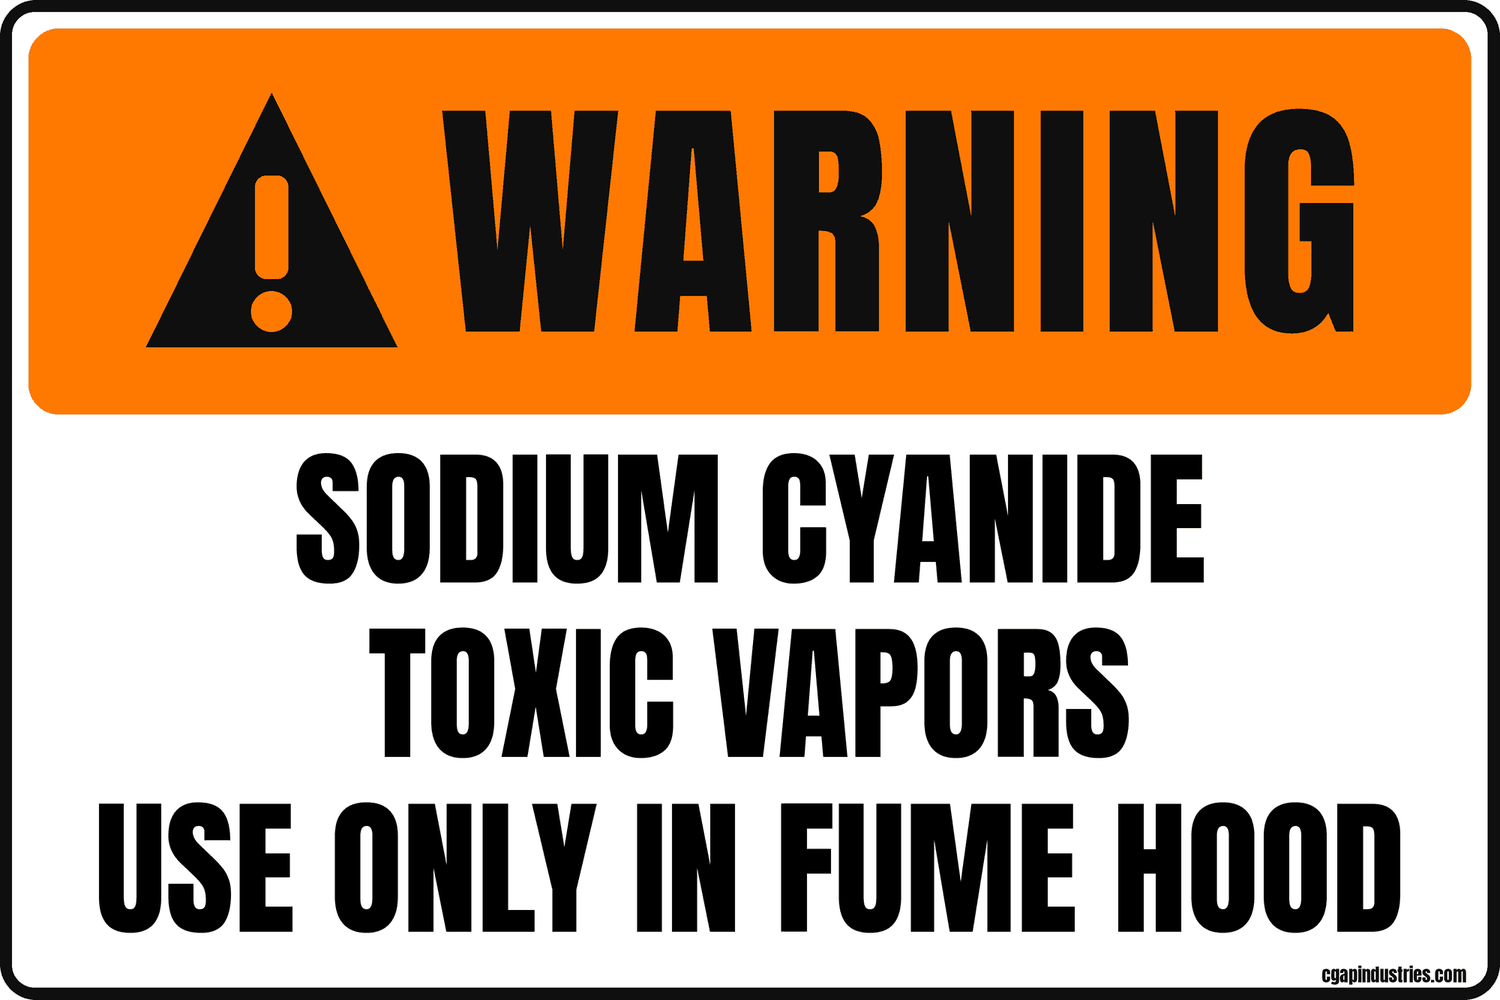 WARNING
SODIUM CYANIDE
TOXIC VAPORS
USE ONLY IN FUME HOOD
cgapindustries.com